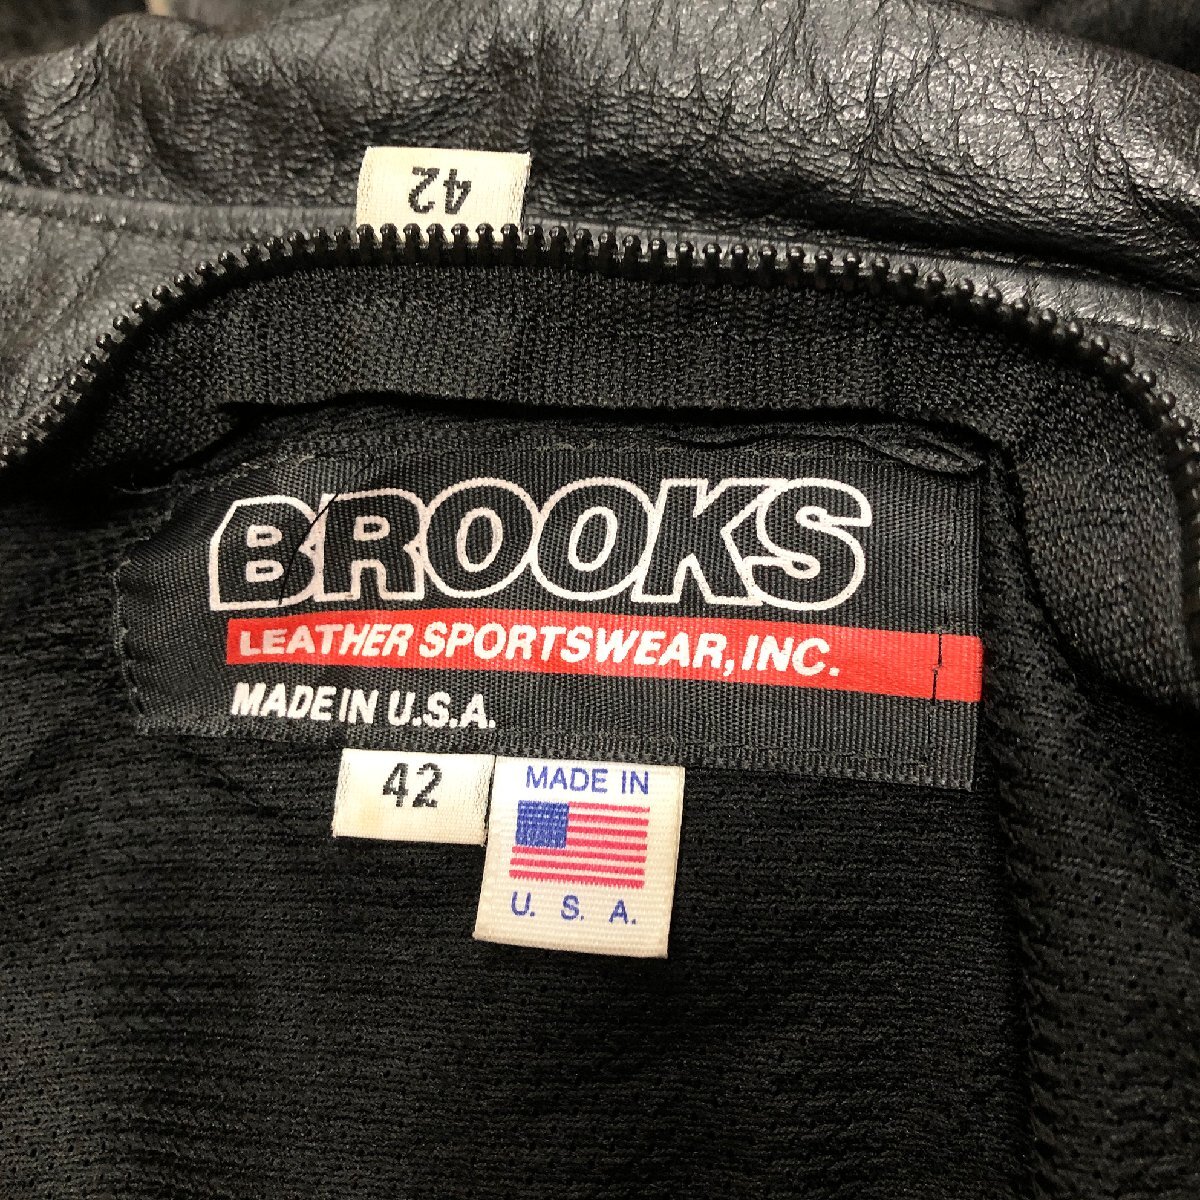 42
BROOKS
LEATHER SPORTSWEAR, INC.
MADE IN U.S.A.
42
MADE IN
U. S. A.